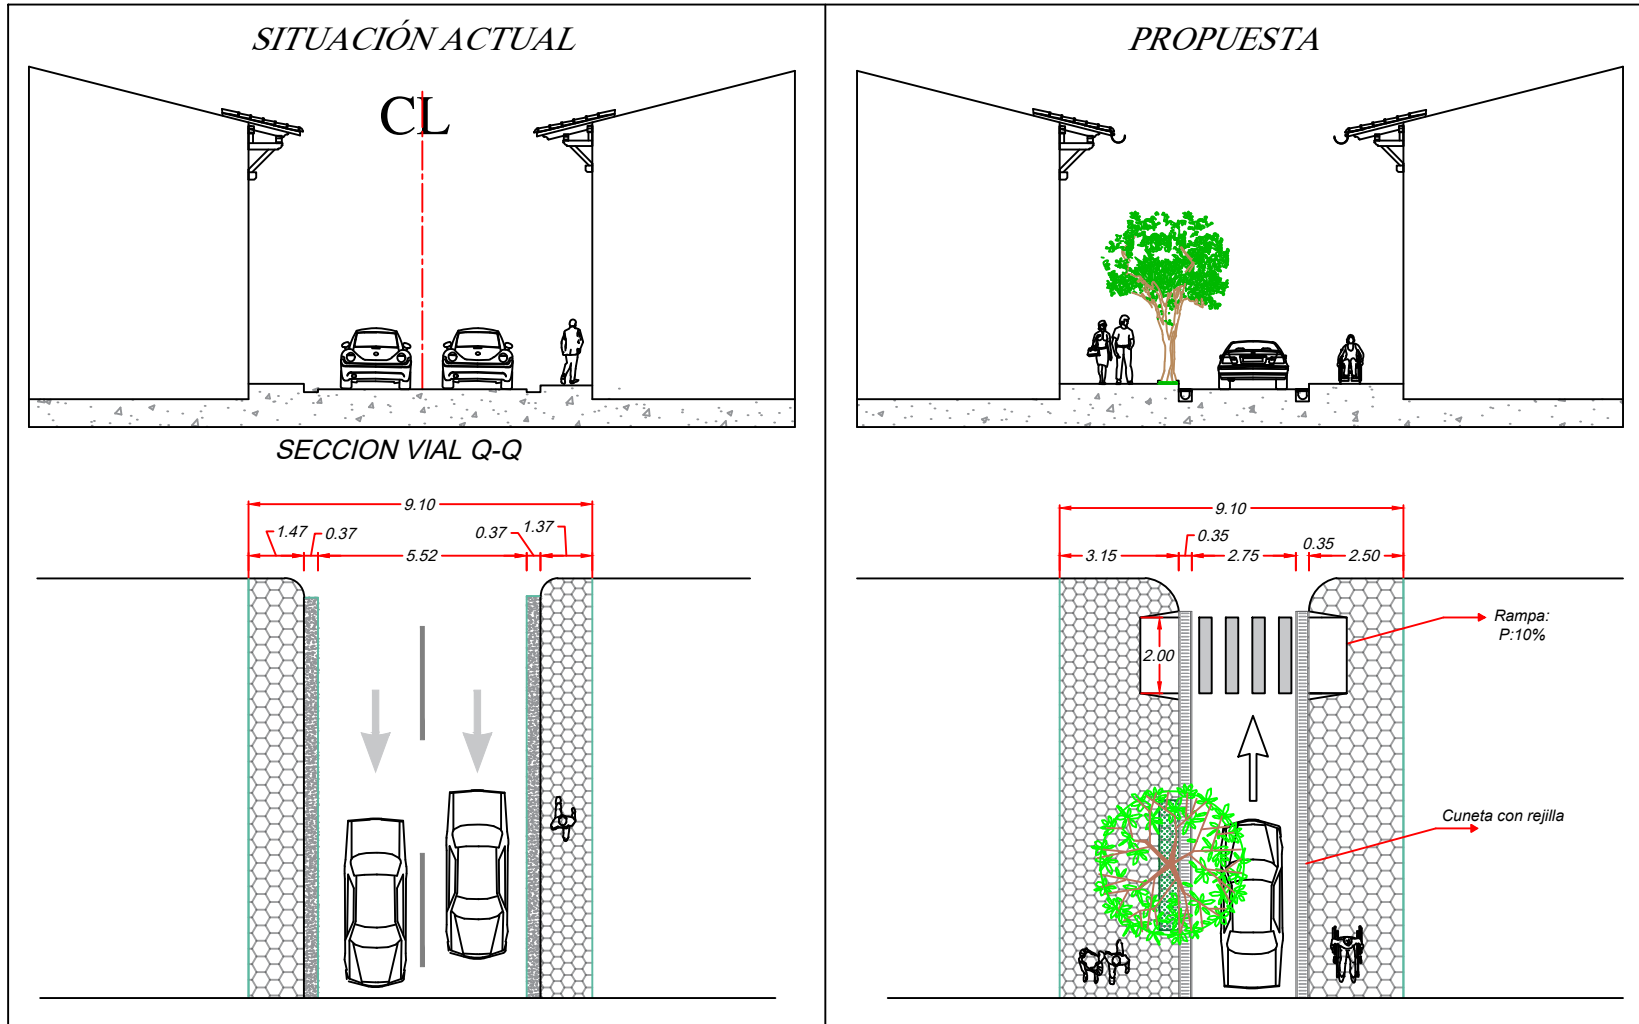 SITUACIÓN ACTUAL
CL
SECCION VIAL Q-Q
9.10
1.47 0.37 0.37 1.37
5.52
PROPUESTA
9.10
0.35 0.35
3.15 2.75 2.50
2.00
Rampa:
P:10%
Cuneta con rejilla